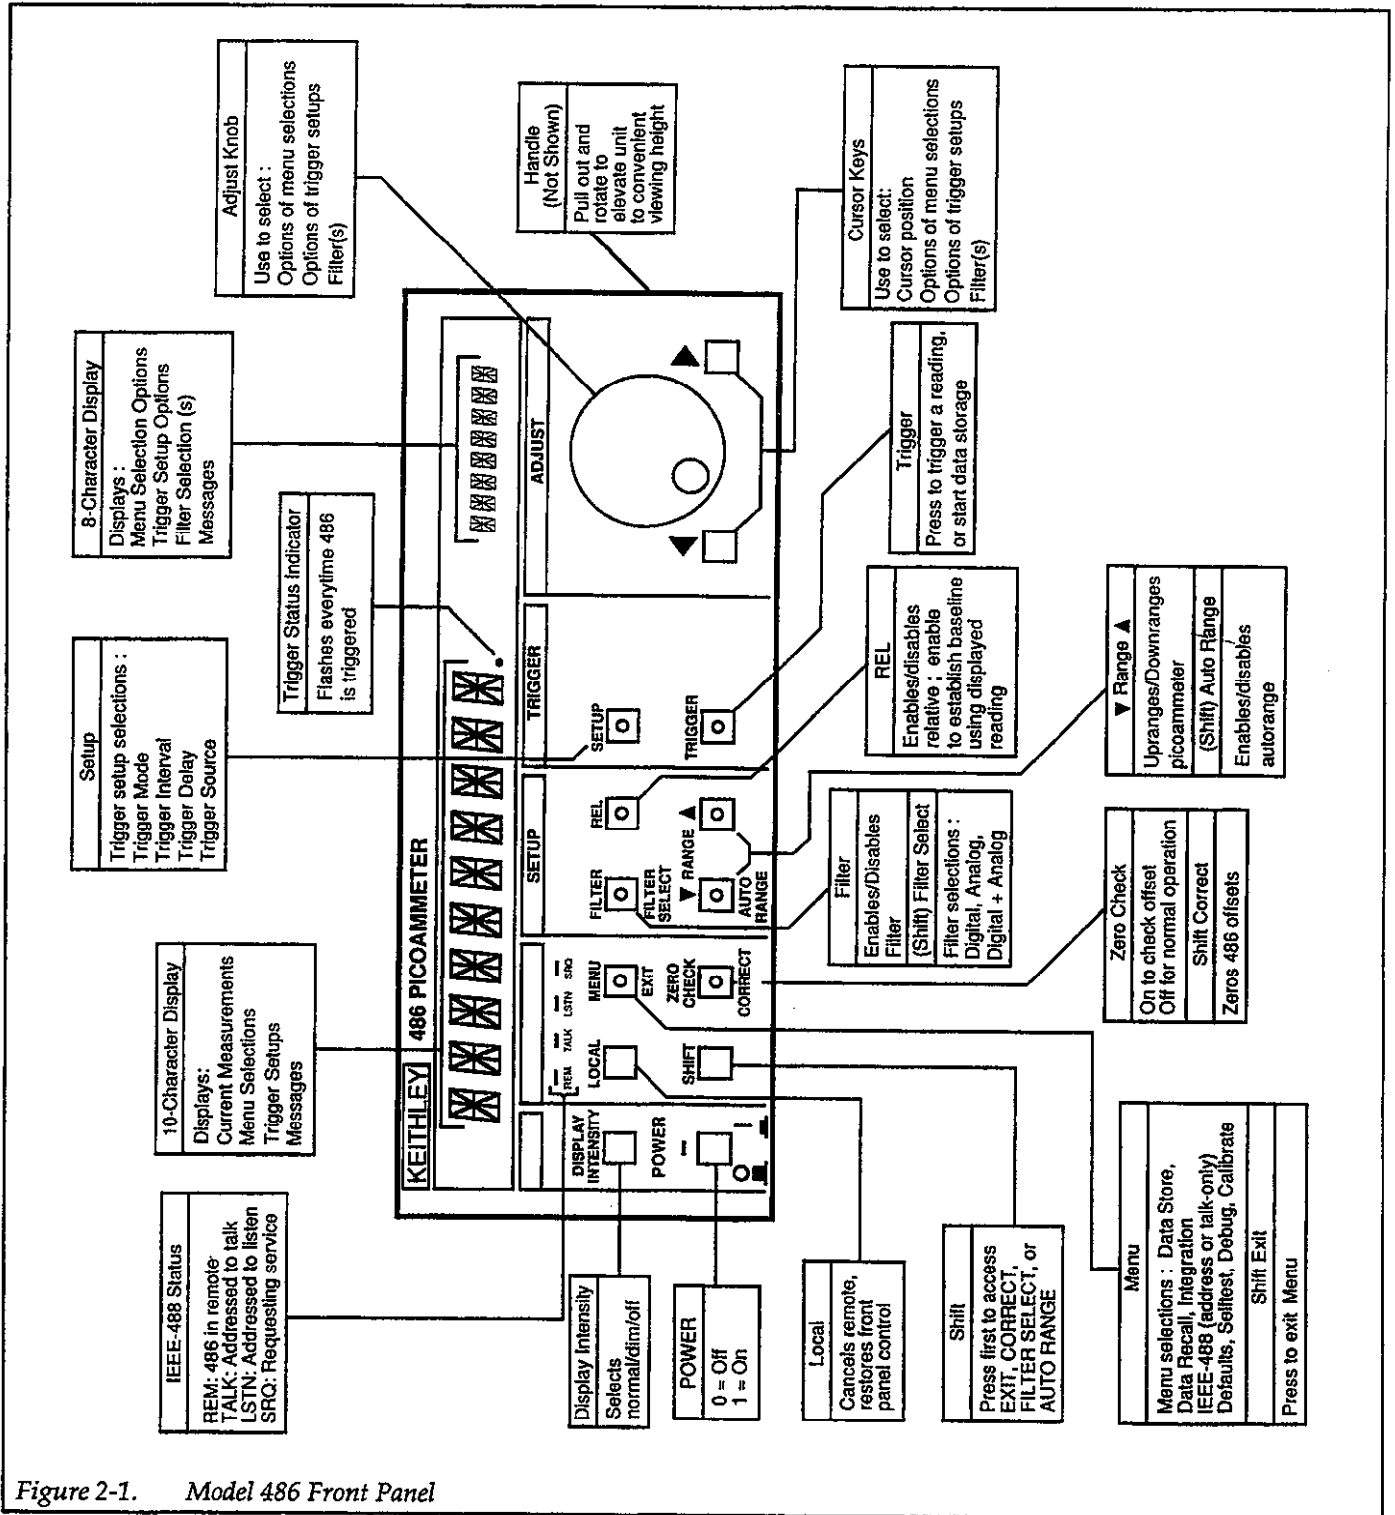 IEEE-488 Status
REM: 486 in remote
TALK: Addressed to talk
LSTN: Addressed to listen
SRQ: Requesting service
10-Character Display
Displays:
Current Measurements
Menu Selections
Trigger Setups
Messages
Setup
Trigger setup selections :
Trigger Mode
Trigger Interval
Trigger Delay
Trigger Source
Trigger Status Indicator
Flashes everytime 486
is triggered
8-Character Display
Displays :
Menu Selection Options
Trigger Setup Options
Filter Selection (s)
Messages
Adjust Knob
Use to select :
Options of menu selections
Options of trigger setups
Filter(s)
Handle
(Not Shown)
Pull out and
rotate to
elevate unit
to convenient
viewing height
KEITHLEY 486 PICOAMMETER
SETUP
TRIGGER
ADJUST
REM TALK LSTN SRQ
DISPLAY
INTENSITY
LOCAL
MENU
EXIT
FILTER
FILTER
SELECT
REL
SETUP
POWER
SHIFT
ZERO
CHECK
CORRECT
▼ RANGE ▲
AUTO
RANGE
TRIGGER
Display Intensity
Selects
normal/dim/off
POWER
0 = Off
1 = On
Local
Cancels remote,
restores front
panel control
Shift
Press first to access
EXIT, CORRECT,
FILTER SELECT, or
AUTO RANGE
Menu
Menu selections : Data Store,
Data Recall, Integration
IEEE-488 (address or talk-only)
Defaults, Selftest, Debug, Calibrate
Shift Exit
Press to exit Menu
Zero Check
On to check offset
Off for normal operation
Shift Correct
Zeros 486 offsets
Filter
Enables/Disables
Filter
(Shift) Filter Select
Filter selections :
Digital, Analog,
Digital + Analog
▼ Range ▲
Upranges/Downranges
picoammeter
(Shift) Auto Range
Enables/disables
autorange
REL
Enables/disables
relative ; enable
to establish baseline
using displayed
reading
Trigger
Press to trigger a reading,
or start data storage
Cursor Keys
Use to select:
Cursor position
Options of menu selections
Options of trigger setups
Filter(s)
Figure 2-1. Model 486 Front Panel